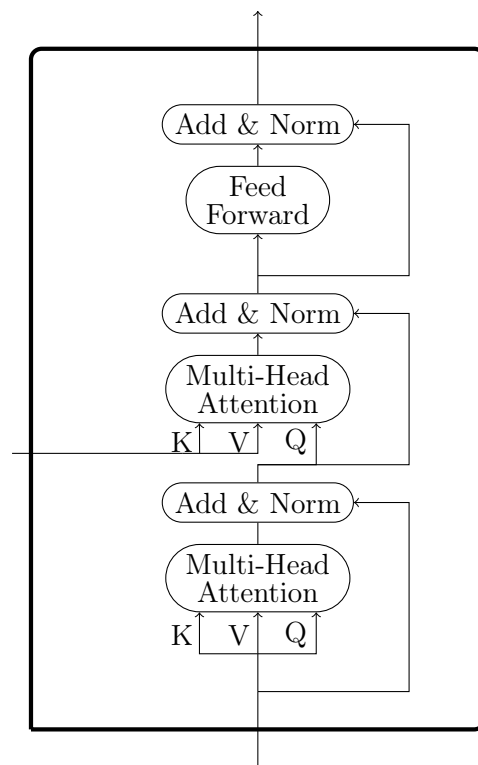 Add & Norm
Feed
Forward
Add & Norm
Multi-Head
Attention
K V Q
Add & Norm
Multi-Head
Attention
K V Q